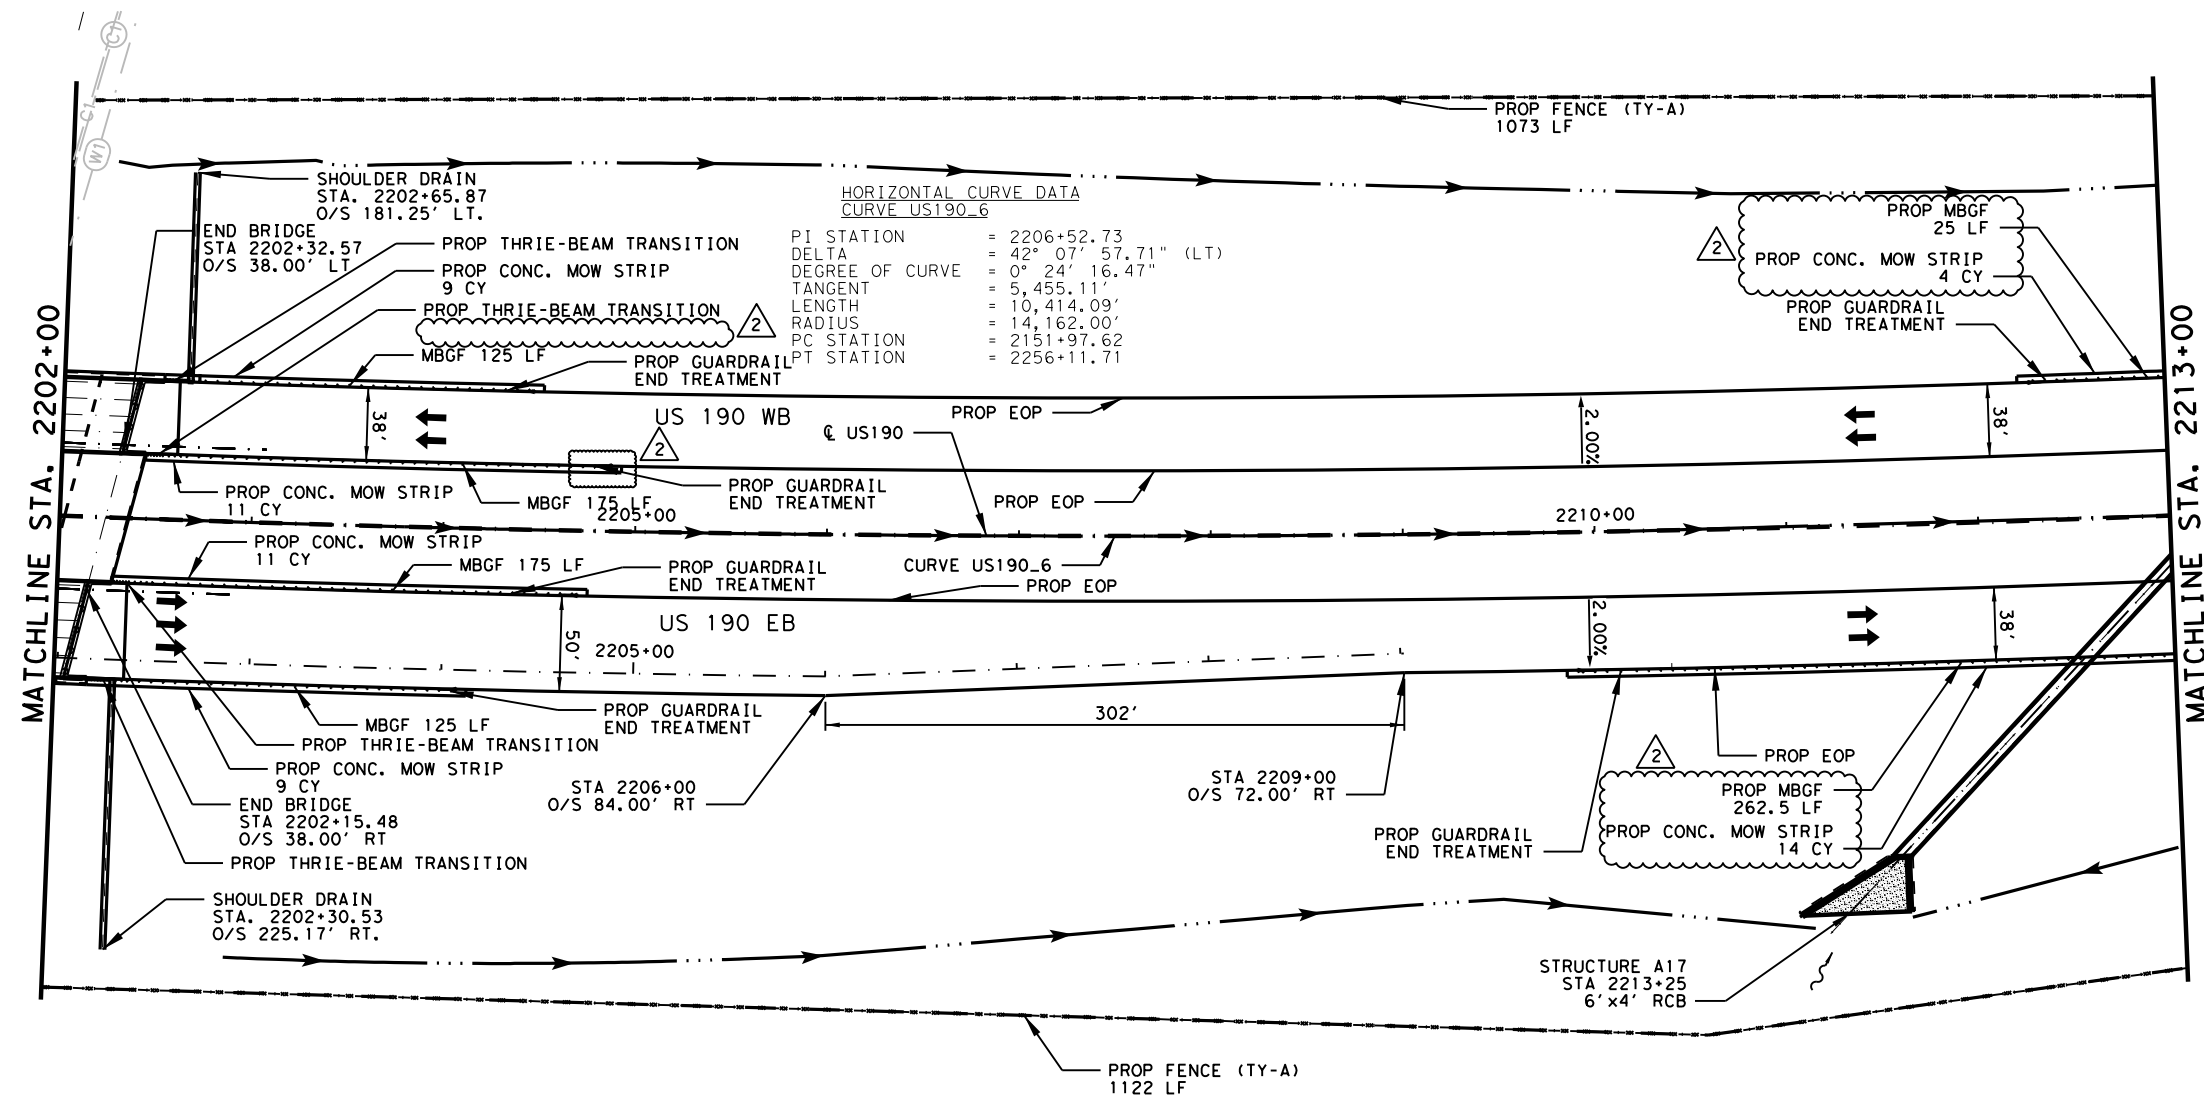 C1
C1
W1
PROP FENCE (TY-A)
1073 LF
SHOULDER DRAIN
STA. 2202+65.87
O/S 181.25' LT.
END BRIDGE
STA 2202+32.57
O/S 38.00' LT
PROP THRIE-BEAM TRANSITION
PROP CONC. MOW STRIP
9 CY
PROP THRIE-BEAM TRANSITION
2
MBGF 125 LF
PROP GUARDRAIL
END TREATMENT
HORIZONTAL CURVE DATA
CURVE US190_6
PI STATION = 2206+52.73
DELTA = 42° 07' 57.71" (LT)
DEGREE OF CURVE = 0° 24' 16.47"
TANGENT = 5,455.11'
LENGTH = 10,414.09'
RADIUS = 14,162.00'
PC STATION = 2151+97.62
PT STATION = 2256+11.71
2
PROP MBGF
25 LF
PROP CONC. MOW STRIP
4 CY
PROP GUARDRAIL
END TREATMENT
MATCHLINE STA. 2202+00
MATCHLINE STA. 2213+00
38'
US 190 WB
2
℄ US190
PROP EOP
2.00%
38'
PROP CONC. MOW STRIP
11 CY
MBGF 175 LF
PROP GUARDRAIL
END TREATMENT
PROP EOP
2205+00
2210+00
PROP CONC. MOW STRIP
11 CY
MBGF 175 LF
PROP GUARDRAIL
END TREATMENT
CURVE US190_6
PROP EOP
US 190 EB
50'
2205+00
2.00%
38'
MBGF 125 LF
PROP GUARDRAIL
END TREATMENT
302'
PROP THRIE-BEAM TRANSITION
PROP CONC. MOW STRIP
9 CY
END BRIDGE
STA 2202+15.48
O/S 38.00' RT
PROP THRIE-BEAM TRANSITION
STA 2206+00
O/S 84.00' RT
STA 2209+00
O/S 72.00' RT
2
PROP EOP
PROP MBGF
262.5 LF
PROP CONC. MOW STRIP
14 CY
PROP GUARDRAIL
END TREATMENT
SHOULDER DRAIN
STA. 2202+30.53
O/S 225.17' RT.
STRUCTURE A17
STA 2213+25
6'x4' RCB
PROP FENCE (TY-A)
1122 LF